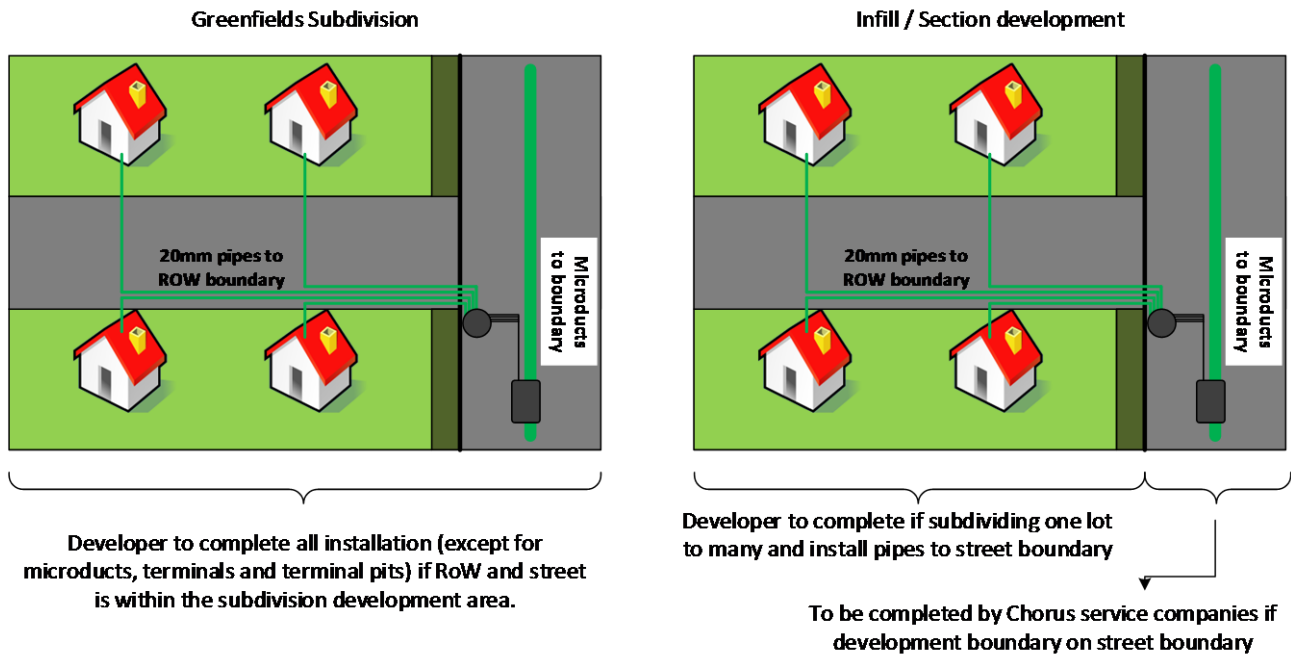 Greenfields Subdivision
20mm pipes to
ROW boundary
Microducts
to boundary
Developer to complete all installation (except for
microducts, terminals and terminal pits) if RoW and street
is within the subdivision development area.
Infill / Section development
20mm pipes to
ROW boundary
Microducts
to boundary
Developer to complete if subdividing one lot
to many and install pipes to street boundary
To be completed by Chorus service companies if
development boundary on street boundary